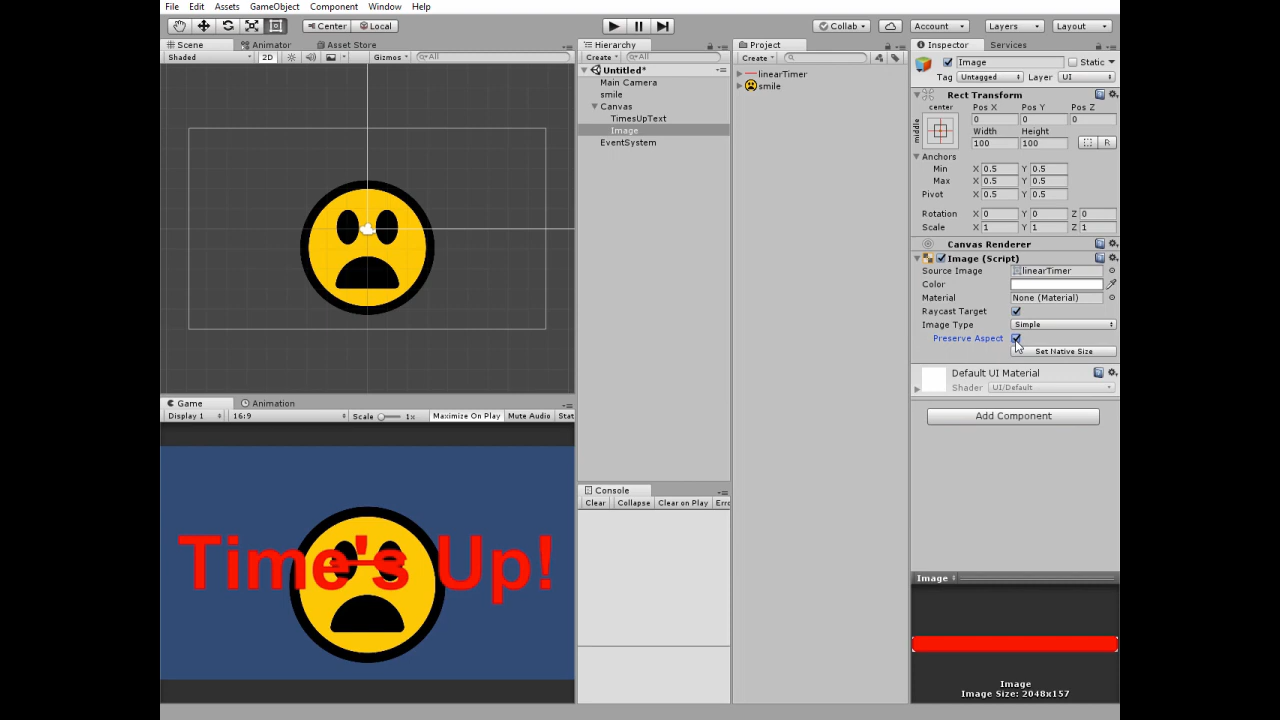 File Edit Assets GameObject Component Window Help
Center Local Collab Account Layers Layout
Scene Animator Asset Store
Shaded 2D Gizmos All
Game Animation
Display 1 16:9 Scale 1x Maximize On Play Mute Audio Stat
Time's Up!
Hierarchy
Create All
Untitled*
Main Camera
smile
Canvas
TimesUpText
Image
EventSystem
Console
Clear Collapse Clear on Play Erro
Project
Create
linearTimer
smile
Inspector Services
Image Static
Tag Untagged Layer UI
Rect Transform
center Pos X Pos Y Pos Z
middle 0 0 0
Width Height
100 100 R
Anchors
Min X 0.5 Y 0.5
Max X 0.5 Y 0.5
Pivot X 0.5 Y 0.5
Rotation X 0 Y 0 Z 0
Scale X 1 Y 1 Z 1
Canvas Renderer
Image (Script)
Source Image linearTimer
Color
Material None (Material)
Raycast Target
Image Type Simple
Preserve Aspect
Set Native Size
Default UI Material
Shader UI/Default
Add Component
Image
Image
Image Size: 2048x157